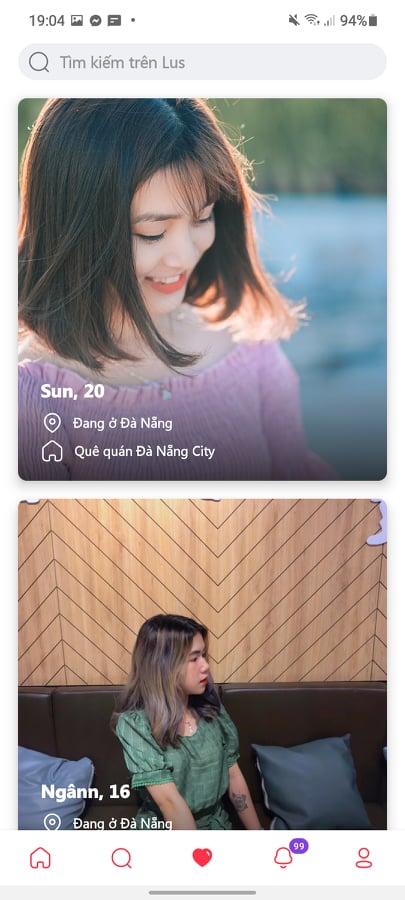 19:04
94%
Tìm kiếm trên Lus
Sun, 20
Đang ở Đà Nẵng
Quê quán Đà Nẵng City
Ngânn, 16
Đang ở Đà Nẵng
99